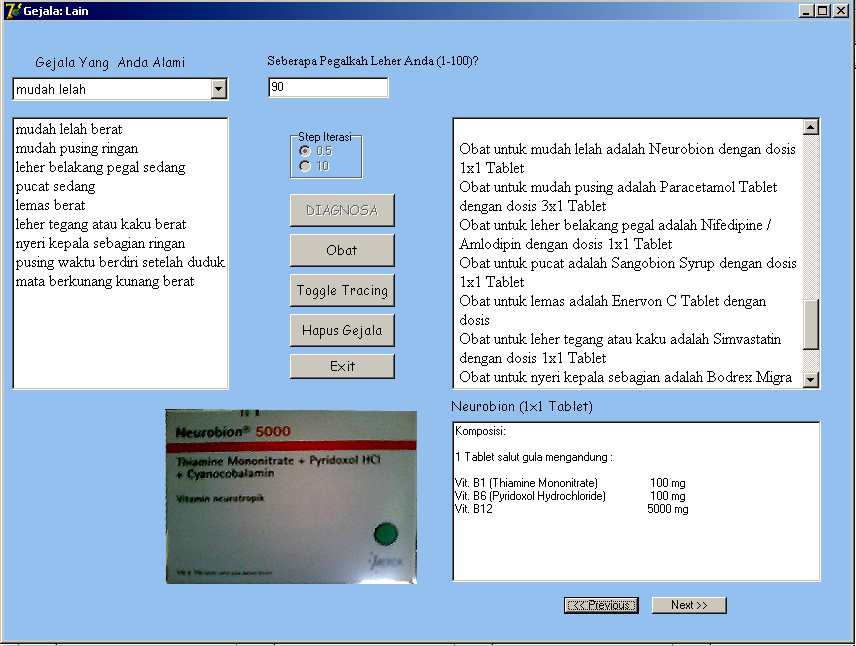 Gejala: Lain
Gejala Yang Anda Alami
mudah lelah
Seberapa Pegalkah Leher Anda (1-100)?
90
mudah lelah berat
mudah pusing ringan
leher belakang pegal sedang
pucat sedang
lemas berat
leher tegang atau kaku berat
nyeri kepala sebagian ringan
pusing waktu berdiri setelah duduk
mata berkunang kunang berat
Step Iterasi
0.5
10
DIAGNOSA
Obat
Toggle Tracing
Hapus Gejala
Exit
Obat untuk mudah lelah adalah Neurobion dengan dosis
1x1 Tablet
Obat untuk mudah pusing adalah Paracetamol Tablet
dengan dosis 3x1 Tablet
Obat untuk leher belakang pegal adalah Nifedipine /
Amlodipin dengan dosis 1x1 Tablet
Obat untuk pucat adalah Sangobion Syrup dengan dosis
1x1 Tablet
Obat untuk lemas adalah Enervon C Tablet dengan
dosis
Obat untuk leher tegang atau kaku adalah Simvastatin
dengan dosis 1x1 Tablet
Obat untuk nyeri kepala sebagian adalah Bodrex Migra
Neurobion® 5000
Thiamine Mononitrate + Pyridoxol HCl
+ Cyanocobalamin
Vitamin neurotropik
MERCK
Neurobion (1x1 Tablet)
Komposisi:
1 Tablet salut gula mengandung :
Vit. B1 (Thiamine Mononitrate) 100 mg
Vit. B6 (Pyridoxol Hydrochloride) 100 mg
Vit. B12 5000 mg
<< Previous
Next >>